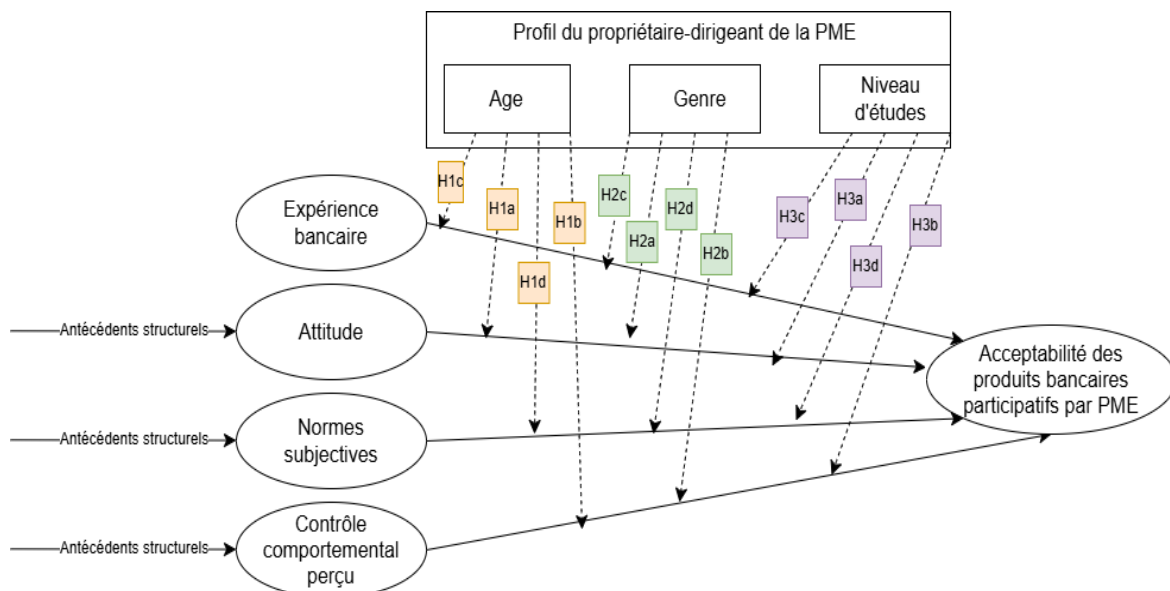 Profil du propriétaire-dirigeant de la PME
Age
Genre
Niveau
d'études
H1c
H1a
H1b
H1d
H2c
H2a
H2d
H2b
H3c
H3a
H3d
H3b
Expérience
bancaire
Antécédents structurels
Attitude
Antécédents structurels
Normes
subjectives
Antécédents structurels
Contrôle
comportemental
perçu
Acceptabilité des
produits bancaires
participatifs par PME